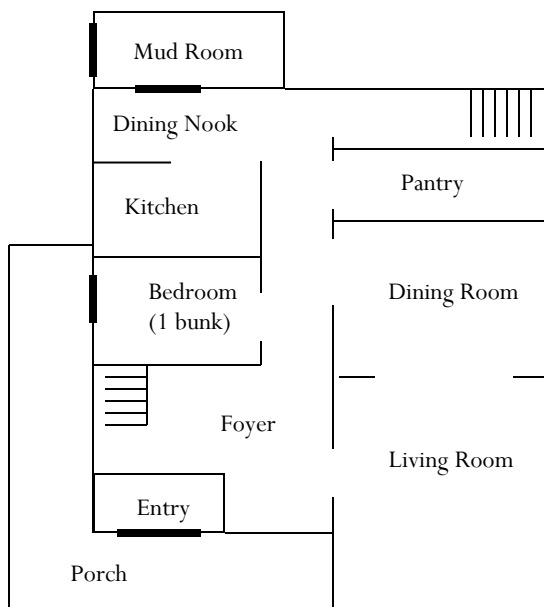 Mud Room
Dining Nook
Pantry
Kitchen
Bedroom
(1 bunk)
Dining Room
Foyer
Living Room
Entry
Porch